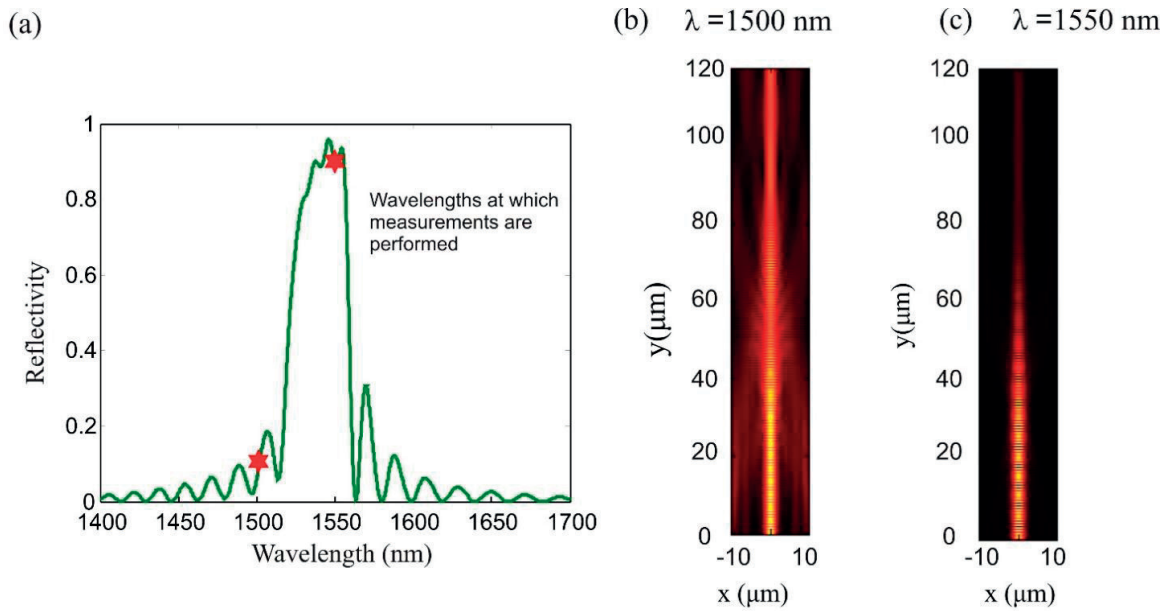 (a)
1
0.8
0.6
0.4
0.2
0
Reflectivity
1400 1450 1500 1550 1600 1650 1700
Wavelength (nm)
Wavelengths at which
measurements are
performed
(b) λ =1500 nm
120
100
80
60
40
20
0
y(μm)
-10 10
x (μm)
(c) λ =1550 nm
120
100
80
60
40
20
0
y(μm)
-10 10
x (μm)